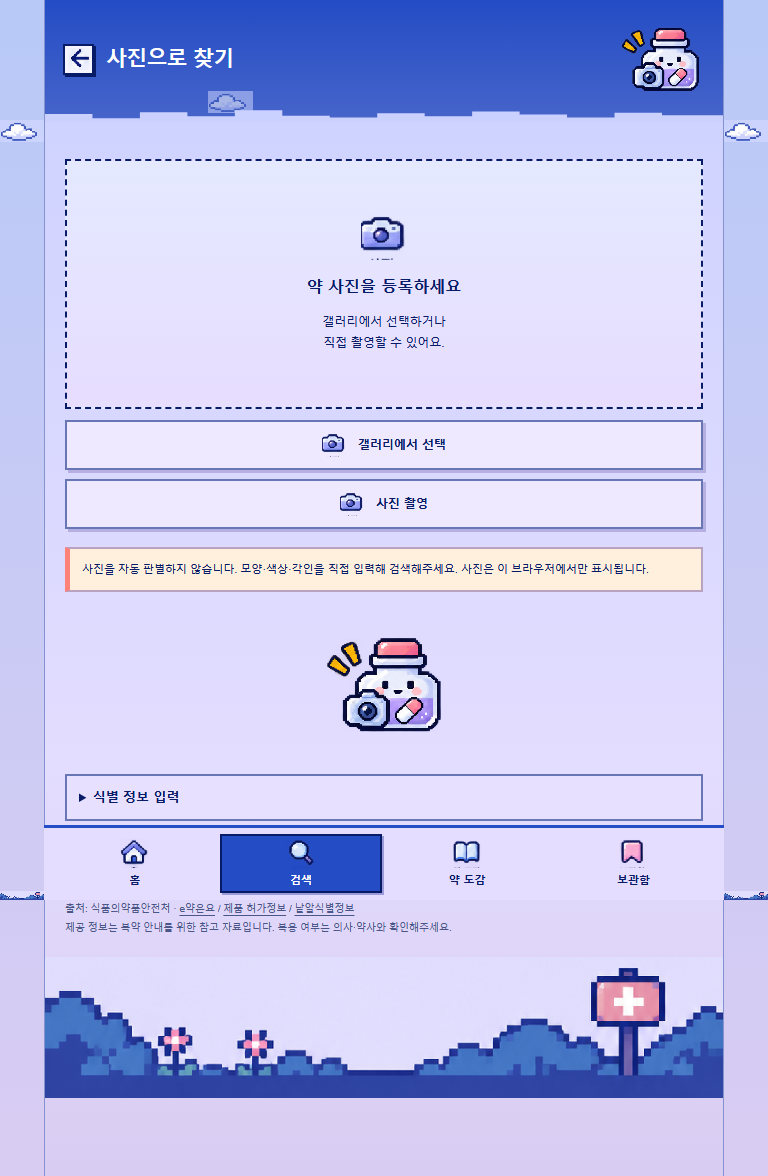 사진으로 찾기
약 사진을 등록하세요
갤러리에서 선택하거나
직접 촬영할 수 있어요.
갤러리에서 선택
사진 촬영
사진을 자동 판별하지 않습니다. 모양·색상·각인을 직접 입력해 검색해주세요. 사진은 이 브라우저에서만 표시됩니다.
▶ 식별 정보 입력
홈
검색
약 도감
보관함
출처: 식품의약품안전처 · e약은요 / 제품 허가정보 / 낱알식별정보
제공 정보는 복약 안내를 위한 참고 자료입니다. 복용 여부는 의사·약사와 확인해주세요.